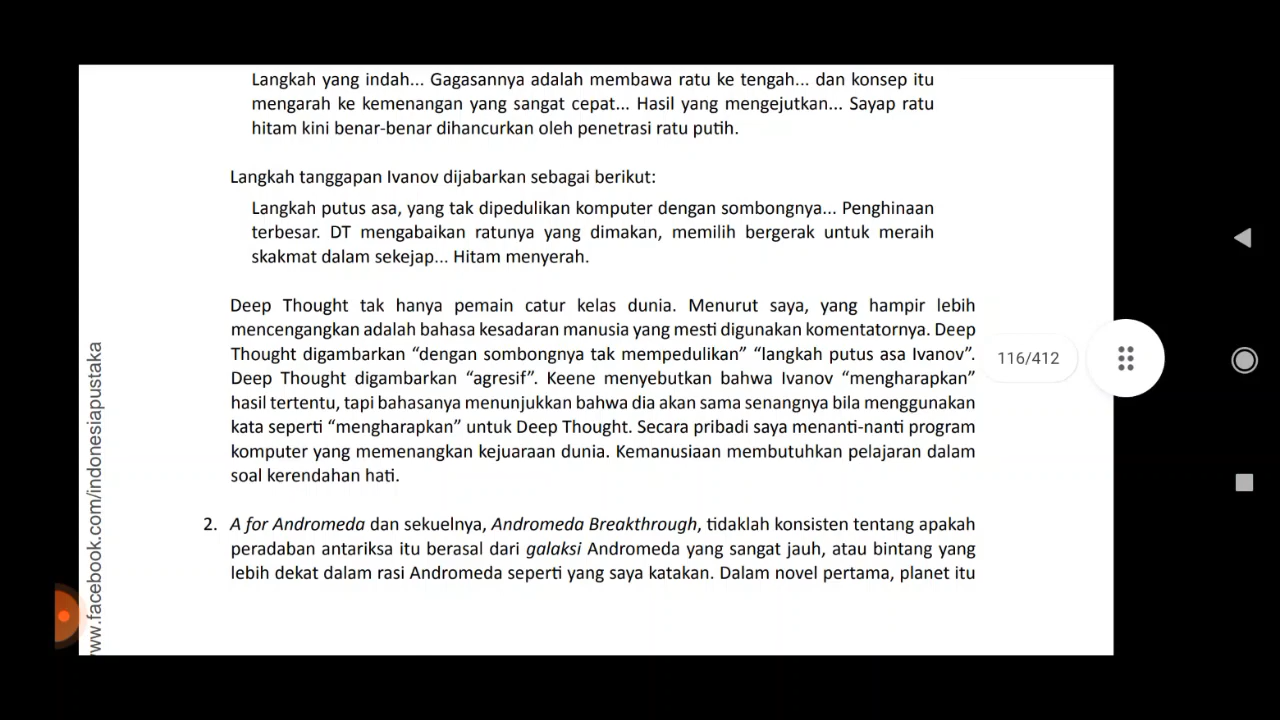 Langkah yang indah... Gagasannya adalah membawa ratu ke tengah... dan konsep itu
mengarah ke kemenangan yang sangat cepat... Hasil yang mengejutkan... Sayap ratu
hitam kini benar-benar dihancurkan oleh penetrasi ratu putih.
Langkah tanggapan Ivanov dijabarkan sebagai berikut:
Langkah putus asa, yang tak dipedulikan komputer dengan sombongnya... Penghinaan
terbesar. DT mengabaikan ratunya yang dimakan, memilih bergerak untuk meraih
skakmat dalam sekejap... Hitam menyerah.
Deep Thought tak hanya pemain catur kelas dunia. Menurut saya, yang hampir lebih
mencengangkan adalah bahasa kesadaran manusia yang mesti digunakan komentatornya. Deep
Thought digambarkan “dengan sombongnya tak mempedulikan” “langkah putus asa Ivanov”.
Deep Thought digambarkan “agresif”. Keene menyebutkan bahwa Ivanov “mengharapkan”
hasil tertentu, tapi bahasanya menunjukkan bahwa dia akan sama senangnya bila menggunakan
kata seperti “mengharapkan” untuk Deep Thought. Secara pribadi saya menanti-nanti program
komputer yang memenangkan kejuaraan dunia. Kemanusiaan membutuhkan pelajaran dalam
soal kerendahan hati.
2. A for Andromeda dan sekuelnya, Andromeda Breakthrough, tidaklah konsisten tentang apakah
peradaban antariksa itu berasal dari galaksi Andromeda yang sangat jauh, atau bintang yang
lebih dekat dalam rasi Andromeda seperti yang saya katakan. Dalam novel pertama, planet itu
116/412
ww.facebook.com/indonesiapustaka